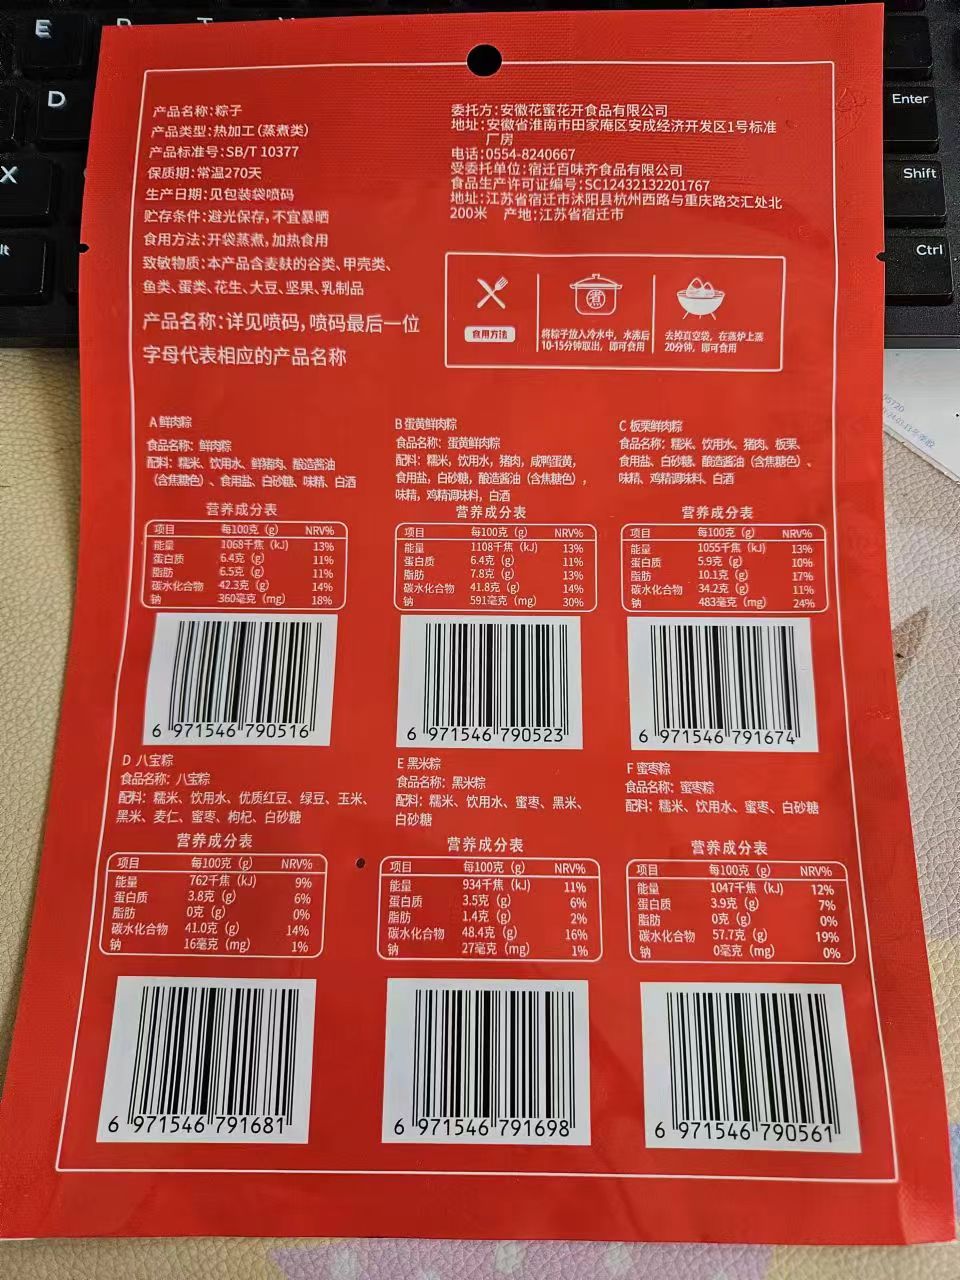 E
D
X
lt
Enter
Shift
Ctrl
产品名称:粽子
产品类型:热加工(蒸煮类)
产品标准号:SB/T 10377
保质期:常温270天
生产日期:见包装袋喷码
贮存条件:避光保存,不宜暴晒
食用方法:开袋蒸煮,加热食用
致敏物质:本产品含麦麸的谷类、甲壳类、
鱼类、蛋类、花生、大豆、坚果、乳制品
产品名称:详见喷码,喷码最后一位
字母代表相应的产品名称
委托方:安徽花蜜花开食品有限公司
地址:安徽省淮南市田家庵区安成经济开发区1号标准
厂房
电话:0554-8240667
受委托单位:宿迁百味齐食品有限公司
食品生产许可证编号:SC12432132201767
地址:江苏省宿迁市沭阳县杭州西路与重庆路交汇处北
200米 产地:江苏省宿迁市
食用方法
煮
将粽子放入冷水中，水沸后
10-15分钟取出，即可食用
去掉真空袋，在蒸炉上蒸
20分钟，即可食用
A 鲜肉粽
食品名称：鲜肉粽
配料：糯米、饮用水、鲜猪肉、酿造酱油
（含焦糖色）、食用盐、白砂糖、味精、白酒
营养成分表
项目 每100克（g） NRV%
能量 1068千焦（kJ） 13%
蛋白质 6.4克（g） 11%
脂肪 6.5克（g） 11%
碳水化合物 42.3克（g） 14%
钠 360毫克（mg） 18%
6 971546 790516
B 蛋黄鲜肉粽
食品名称：蛋黄鲜肉粽
配料：糯米，饮用水，猪肉，咸鸭蛋黄，
食用盐，白砂糖，酿造酱油（含焦糖色），
味精，鸡精调味料，白酒
营养成分表
项目 每100克（g） NRV%
能量 1108千焦（kJ） 13%
蛋白质 6.4克（g） 11%
脂肪 7.8克（g） 13%
碳水化合物 41.8克（g） 14%
钠 591毫克（mg） 30%
6 971546 790523
C 板栗鲜肉粽
食品名称：糯米、饮用水、猪肉、板栗、
食用盐、白砂糖、酿造酱油（含焦糖色）、
味精、鸡精调味料、白酒
营养成分表
项目 每100克（g） NRV%
能量 1055千焦（kJ） 13%
蛋白质 5.9克（g） 10%
脂肪 10.1克（g） 17%
碳水化合物 34.2克（g） 11%
钠 483毫克（mg） 24%
6 971546 791674
D 八宝粽
食品名称：八宝粽
配料：糯米、饮用水、优质红豆、绿豆、玉米、
黑米、麦仁、蜜枣、枸杞、白砂糖
营养成分表
项目 每100克（g） NRV%
能量 762千焦（kJ） 9%
蛋白质 3.8克（g） 6%
脂肪 0克（g） 0%
碳水化合物 41.0克（g） 14%
钠 16毫克（mg） 1%
6 971546 791681
E 黑米粽
食品名称：黑米粽
配料：糯米、饮用水、蜜枣、黑米、
白砂糖
营养成分表
项目 每100克（g） NRV%
能量 934千焦（kJ） 11%
蛋白质 3.5克（g） 6%
脂肪 1.4克（g） 2%
碳水化合物 48.4克（g） 16%
钠 27毫克（mg） 1%
6 971546 791698
F 蜜枣粽
食品名称：蜜枣粽
配料：糯米、饮用水、蜜枣、白砂糖
营养成分表
项目 每100克（g） NRV%
能量 1047千焦（kJ） 12%
蛋白质 3.9克（g） 7%
脂肪 0克（g） 0%
碳水化合物 57.7克（g） 19%
钠 0毫克（mg） 0%
6 971546 790561